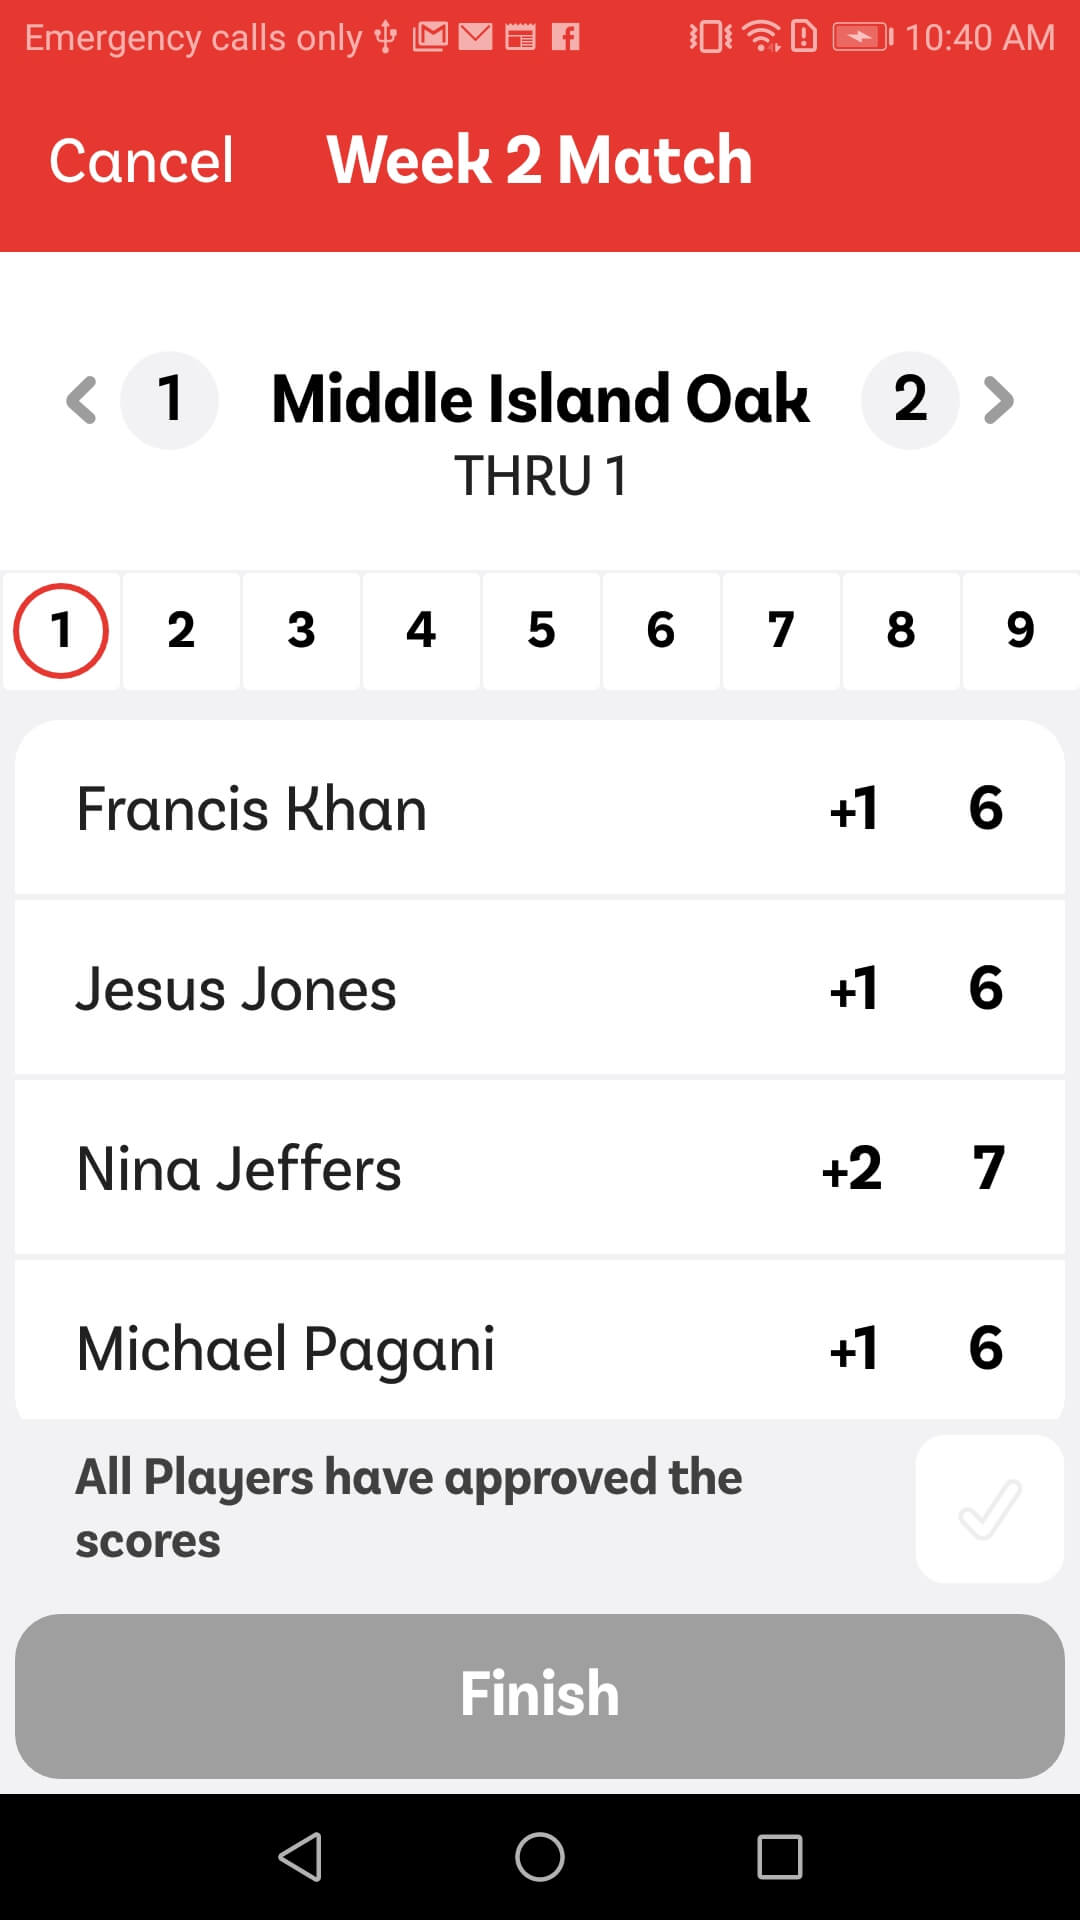 Emergency calls only 10:40 AM
Cancel Week 2 Match
1 Middle Island Oak 2
THRU 1
1 2 3 4 5 6 7 8 9
Francis Khan +1 6
Jesus Jones +1 6
Nina Jeffers +2 7
Michael Pagani +1 6
All Players have approved the
scores
Finish